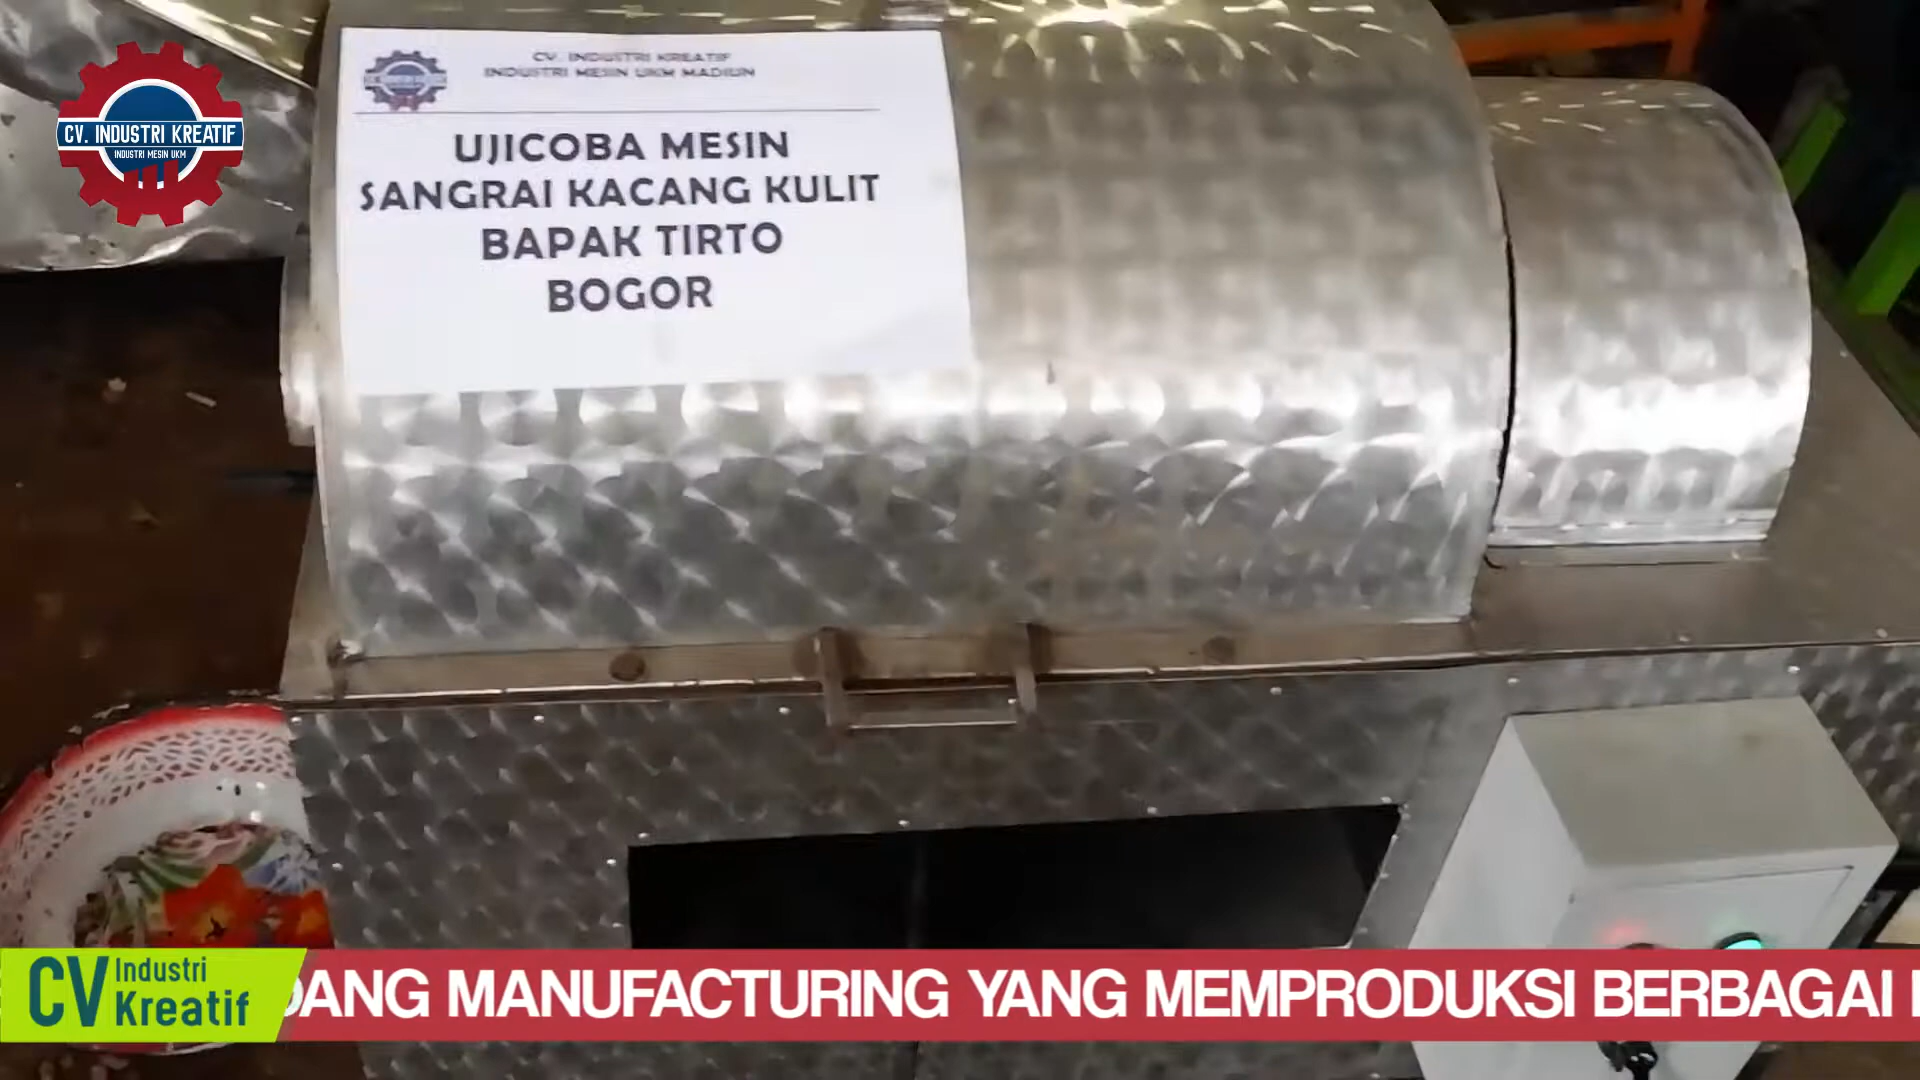 CV. INDUSTRI KREATIF
INDUSTRI MESIN UKM
CV. INDUSTRI KREATIF
INDUSTRI MESIN UKM MADIUN
UJICOBA MESIN
SANGRAI KACANG KULIT
BAPAK TIRTO
BOGOR
CV Industri
Kreatif
DANG MANUFACTURING YANG MEMPRODUKSI BERBAGAI